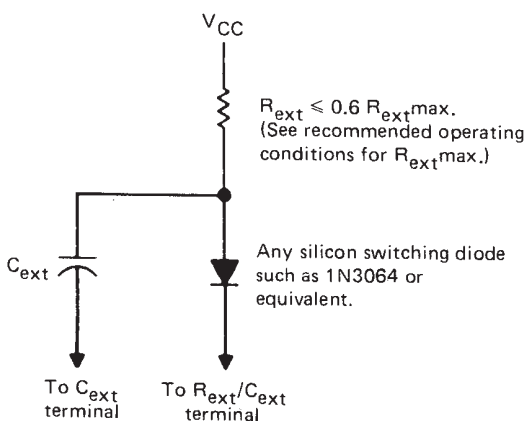 VCC
Rext ≤ 0.6 Rextmax.
(See recommended operating
conditions for Rextmax.)
Cext
Any silicon switching diode
such as 1N3064 or
equivalent.
To Cext
terminal
To Rext/Cext
terminal